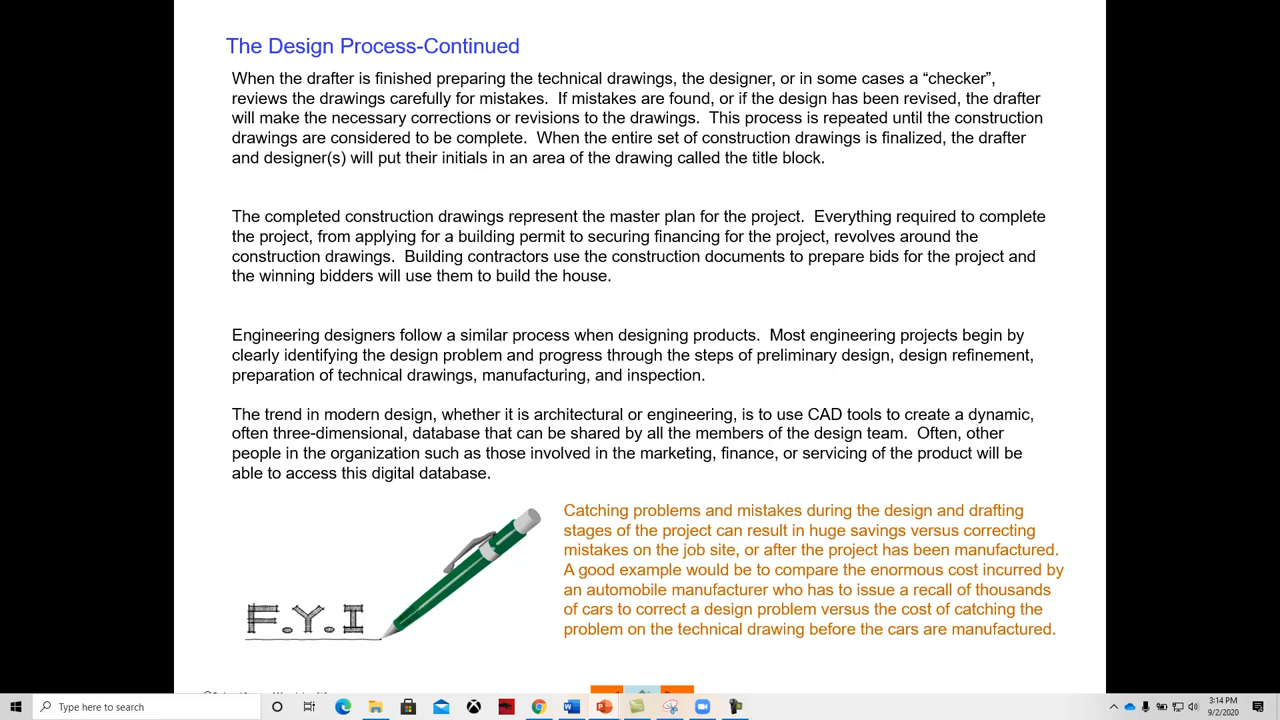 The Design Process-Continued
When the drafter is finished preparing the technical drawings, the designer, or in some cases a “checker”,
reviews the drawings carefully for mistakes.  If mistakes are found, or if the design has been revised, the drafter
will make the necessary corrections or revisions to the drawings.  This process is repeated until the construction
drawings are considered to be complete.  When the entire set of construction drawings is finalized, the drafter
and designer(s) will put their initials in an area of the drawing called the title block.
The completed construction drawings represent the master plan for the project.  Everything required to complete
the project, from applying for a building permit to securing financing for the project, revolves around the
construction drawings.  Building contractors use the construction documents to prepare bids for the project and
the winning bidders will use them to build the house.
Engineering designers follow a similar process when designing products.  Most engineering projects begin by
clearly identifying the design problem and progress through the steps of preliminary design, design refinement,
preparation of technical drawings, manufacturing, and inspection.
The trend in modern design, whether it is architectural or engineering, is to use CAD tools to create a dynamic,
often three-dimensional, database that can be shared by all the members of the design team.  Often, other
people in the organization such as those involved in the marketing, finance, or servicing of the product will be
able to access this digital database.
F.Y.I
Catching problems and mistakes during the design and drafting
stages of the project can result in huge savings versus correcting
mistakes on the job site, or after the project has been manufactured.
A good example would be to compare the enormous cost incurred by
an automobile manufacturer who has to issue a recall of thousands
of cars to correct a design problem versus the cost of catching the
problem on the technical drawing before the cars are manufactured.
Type here to search
3:14 PM
9/2/2020